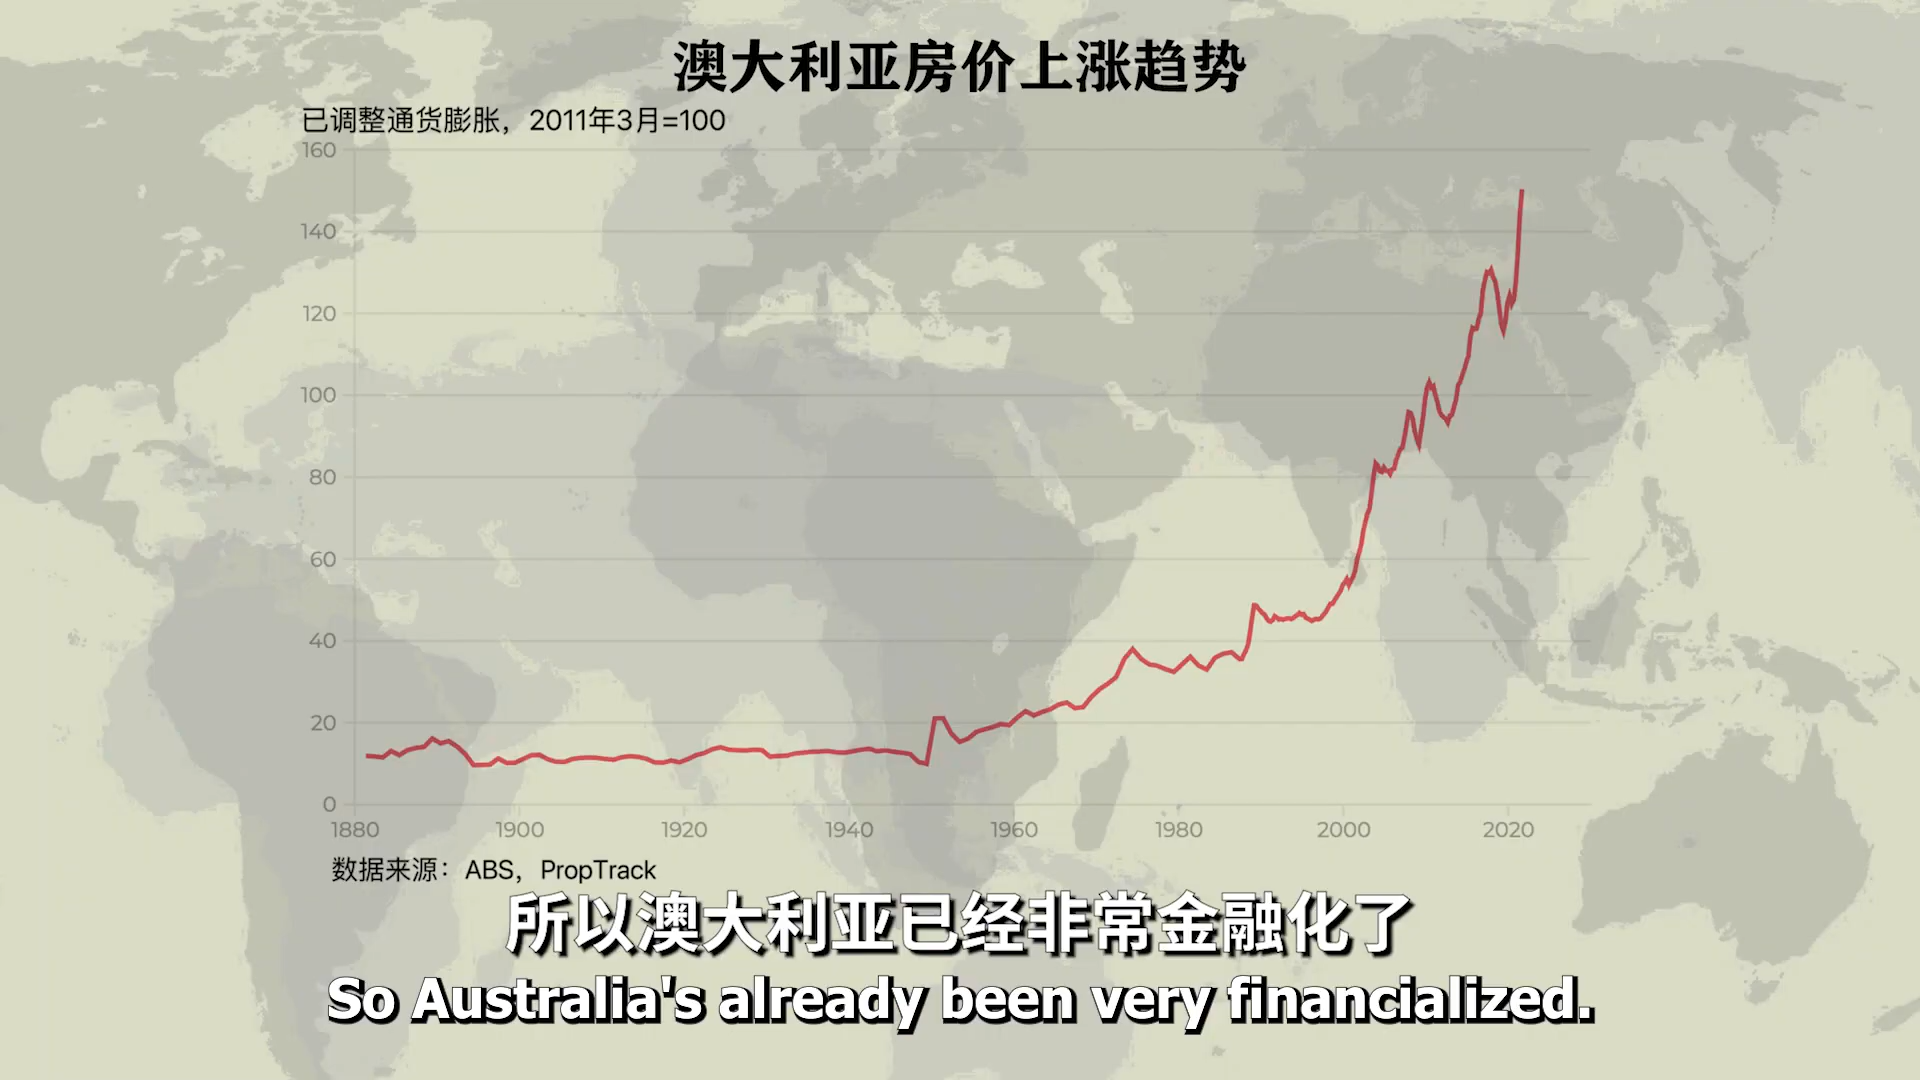 澳大利亚房价上涨趋势
已调整通货膨胀，2011年3月=100
160
140
120
100
80
60
40
20
0
1880 1900 1920 1940 1960 1980 2000 2020
数据来源：ABS，PropTrack
所以澳大利亚已经非常金融化了
So Australia's already been very financialized.